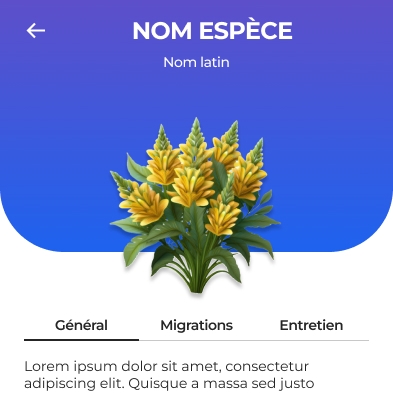 NOM ESPÈCE
Nom latin
Général Migrations Entretien
Lorem ipsum dolor sit amet, consectetur
adipiscing elit. Quisque a massa sed justo